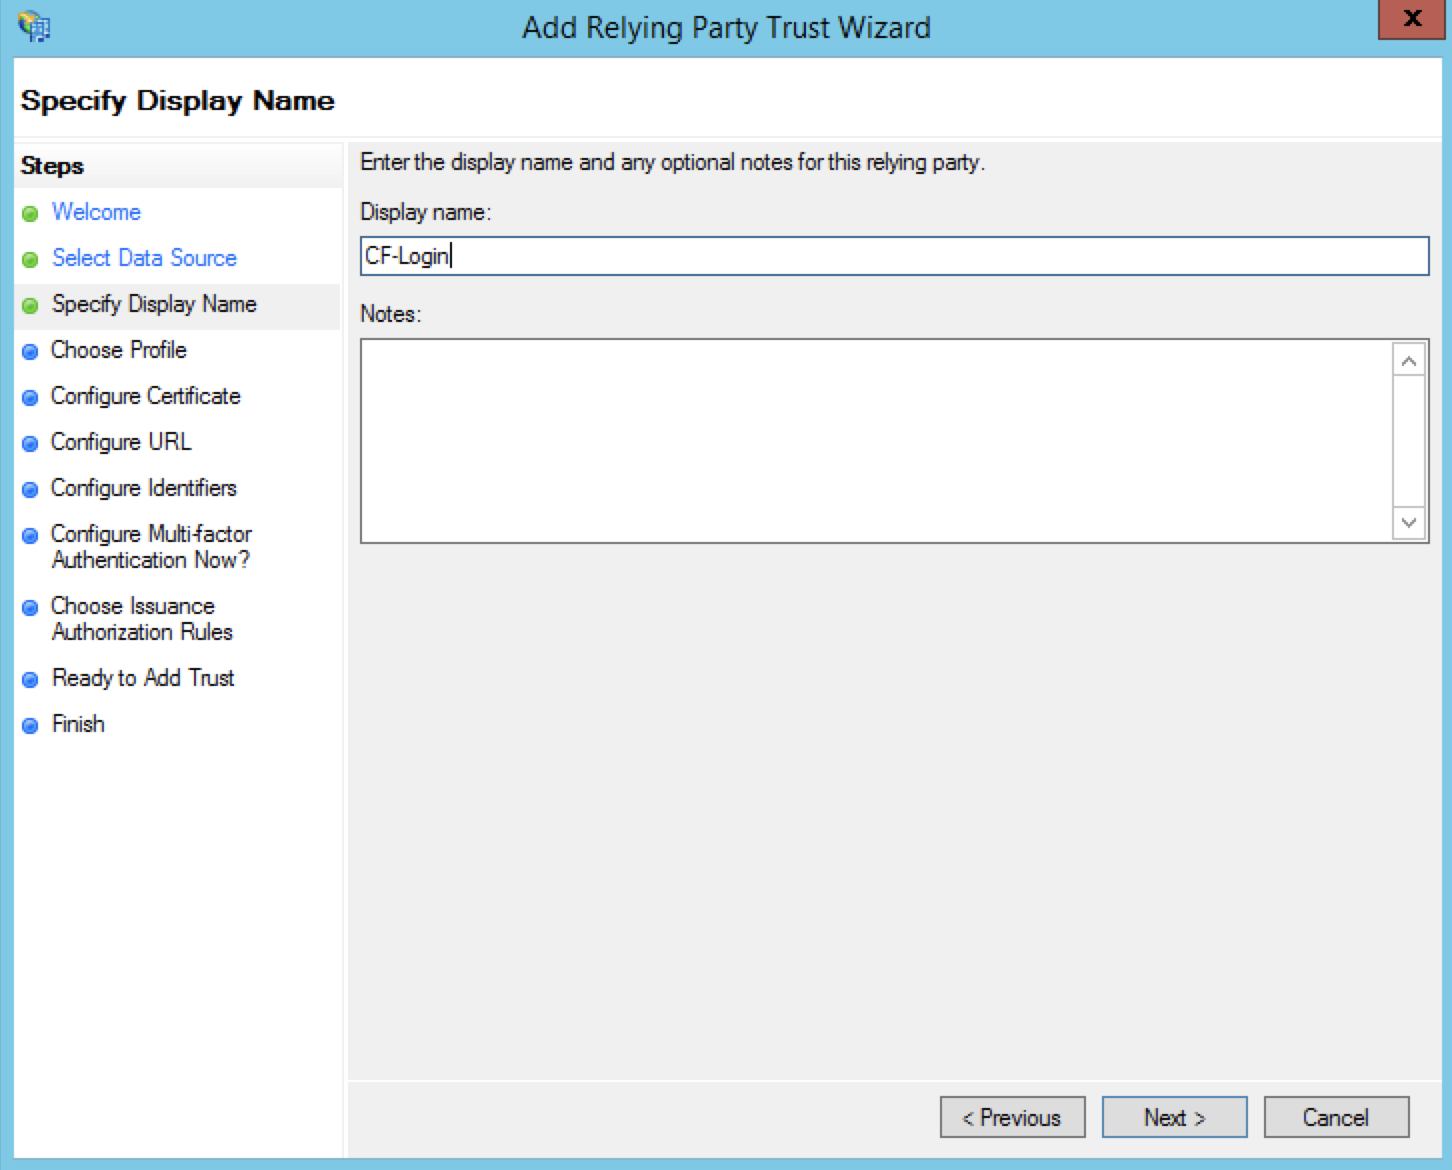 Add Relying Party Trust Wizard
x
Specify Display Name
Steps
Welcome
Select Data Source
Specify Display Name
Choose Profile
Configure Certificate
Configure URL
Configure Identifiers
Configure Multi-factor
Authentication Now?
Choose Issuance
Authorization Rules
Ready to Add Trust
Finish
Enter the display name and any optional notes for this relying party.
Display name:
CF-Login
Notes:
< Previous
Next >
Cancel